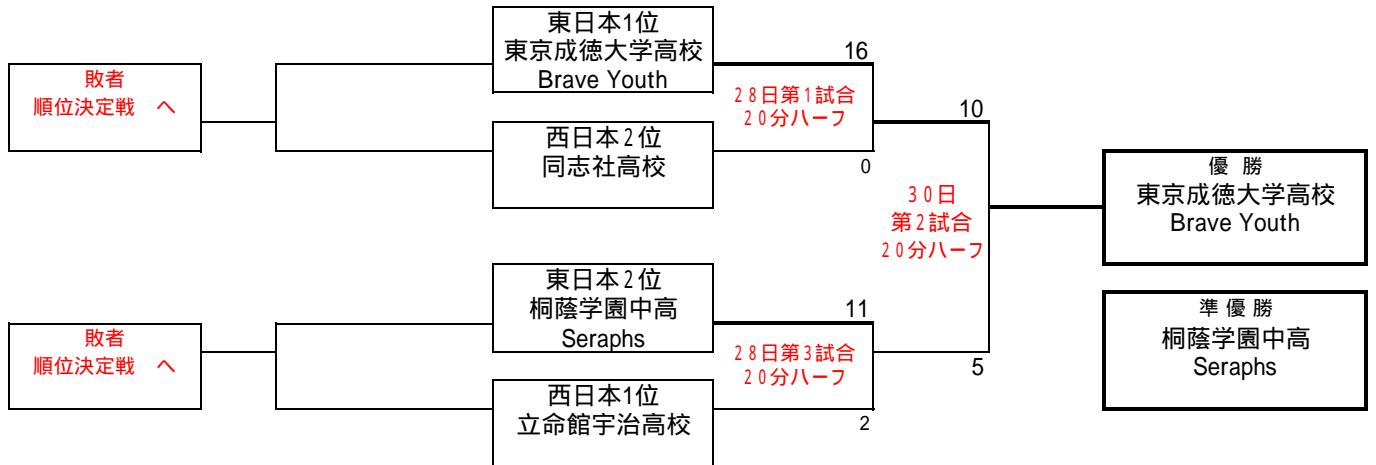 敗者
順位決定戦　へ
東日本1位
東京成徳大学高校
Brave Youth
16
28日第1試合
20分ハーフ
西日本2位
同志社高校
0
10
30日
第2試合
20分ハーフ
優 勝
東京成徳大学高校
Brave Youth
敗者
順位決定戦　へ
東日本2位
桐蔭学園中高
Seraphs
11
28日第3試合
20分ハーフ
西日本1位
立命館宇治高校
2
5
準 優 勝
桐蔭学園中高
Seraphs